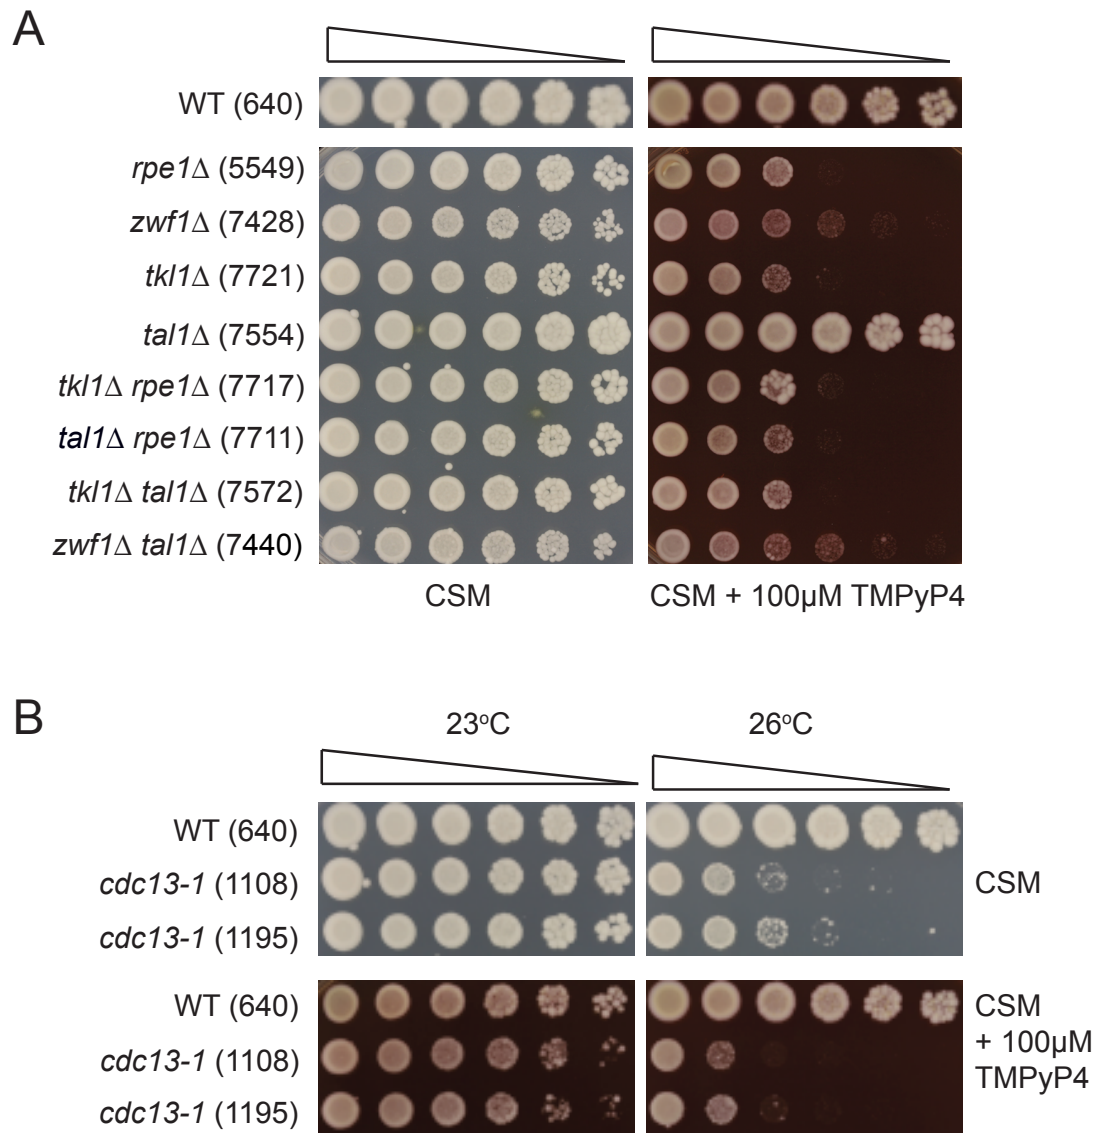 A
WT (640)
rpe1Δ (5549)
zwf1Δ (7428)
tkl1Δ (7721)
tal1Δ (7554)
tkl1Δ rpe1Δ (7717)
tal1Δ rpe1Δ (7711)
tkl1Δ tal1Δ (7572)
zwf1Δ tal1Δ (7440)
CSM
CSM + 100µM TMPyP4
B
23°C
26°C
WT (640)
cdc13-1 (1108)
cdc13-1 (1195)
CSM
WT (640)
cdc13-1 (1108)
cdc13-1 (1195)
CSM
+ 100µM
TMPyP4